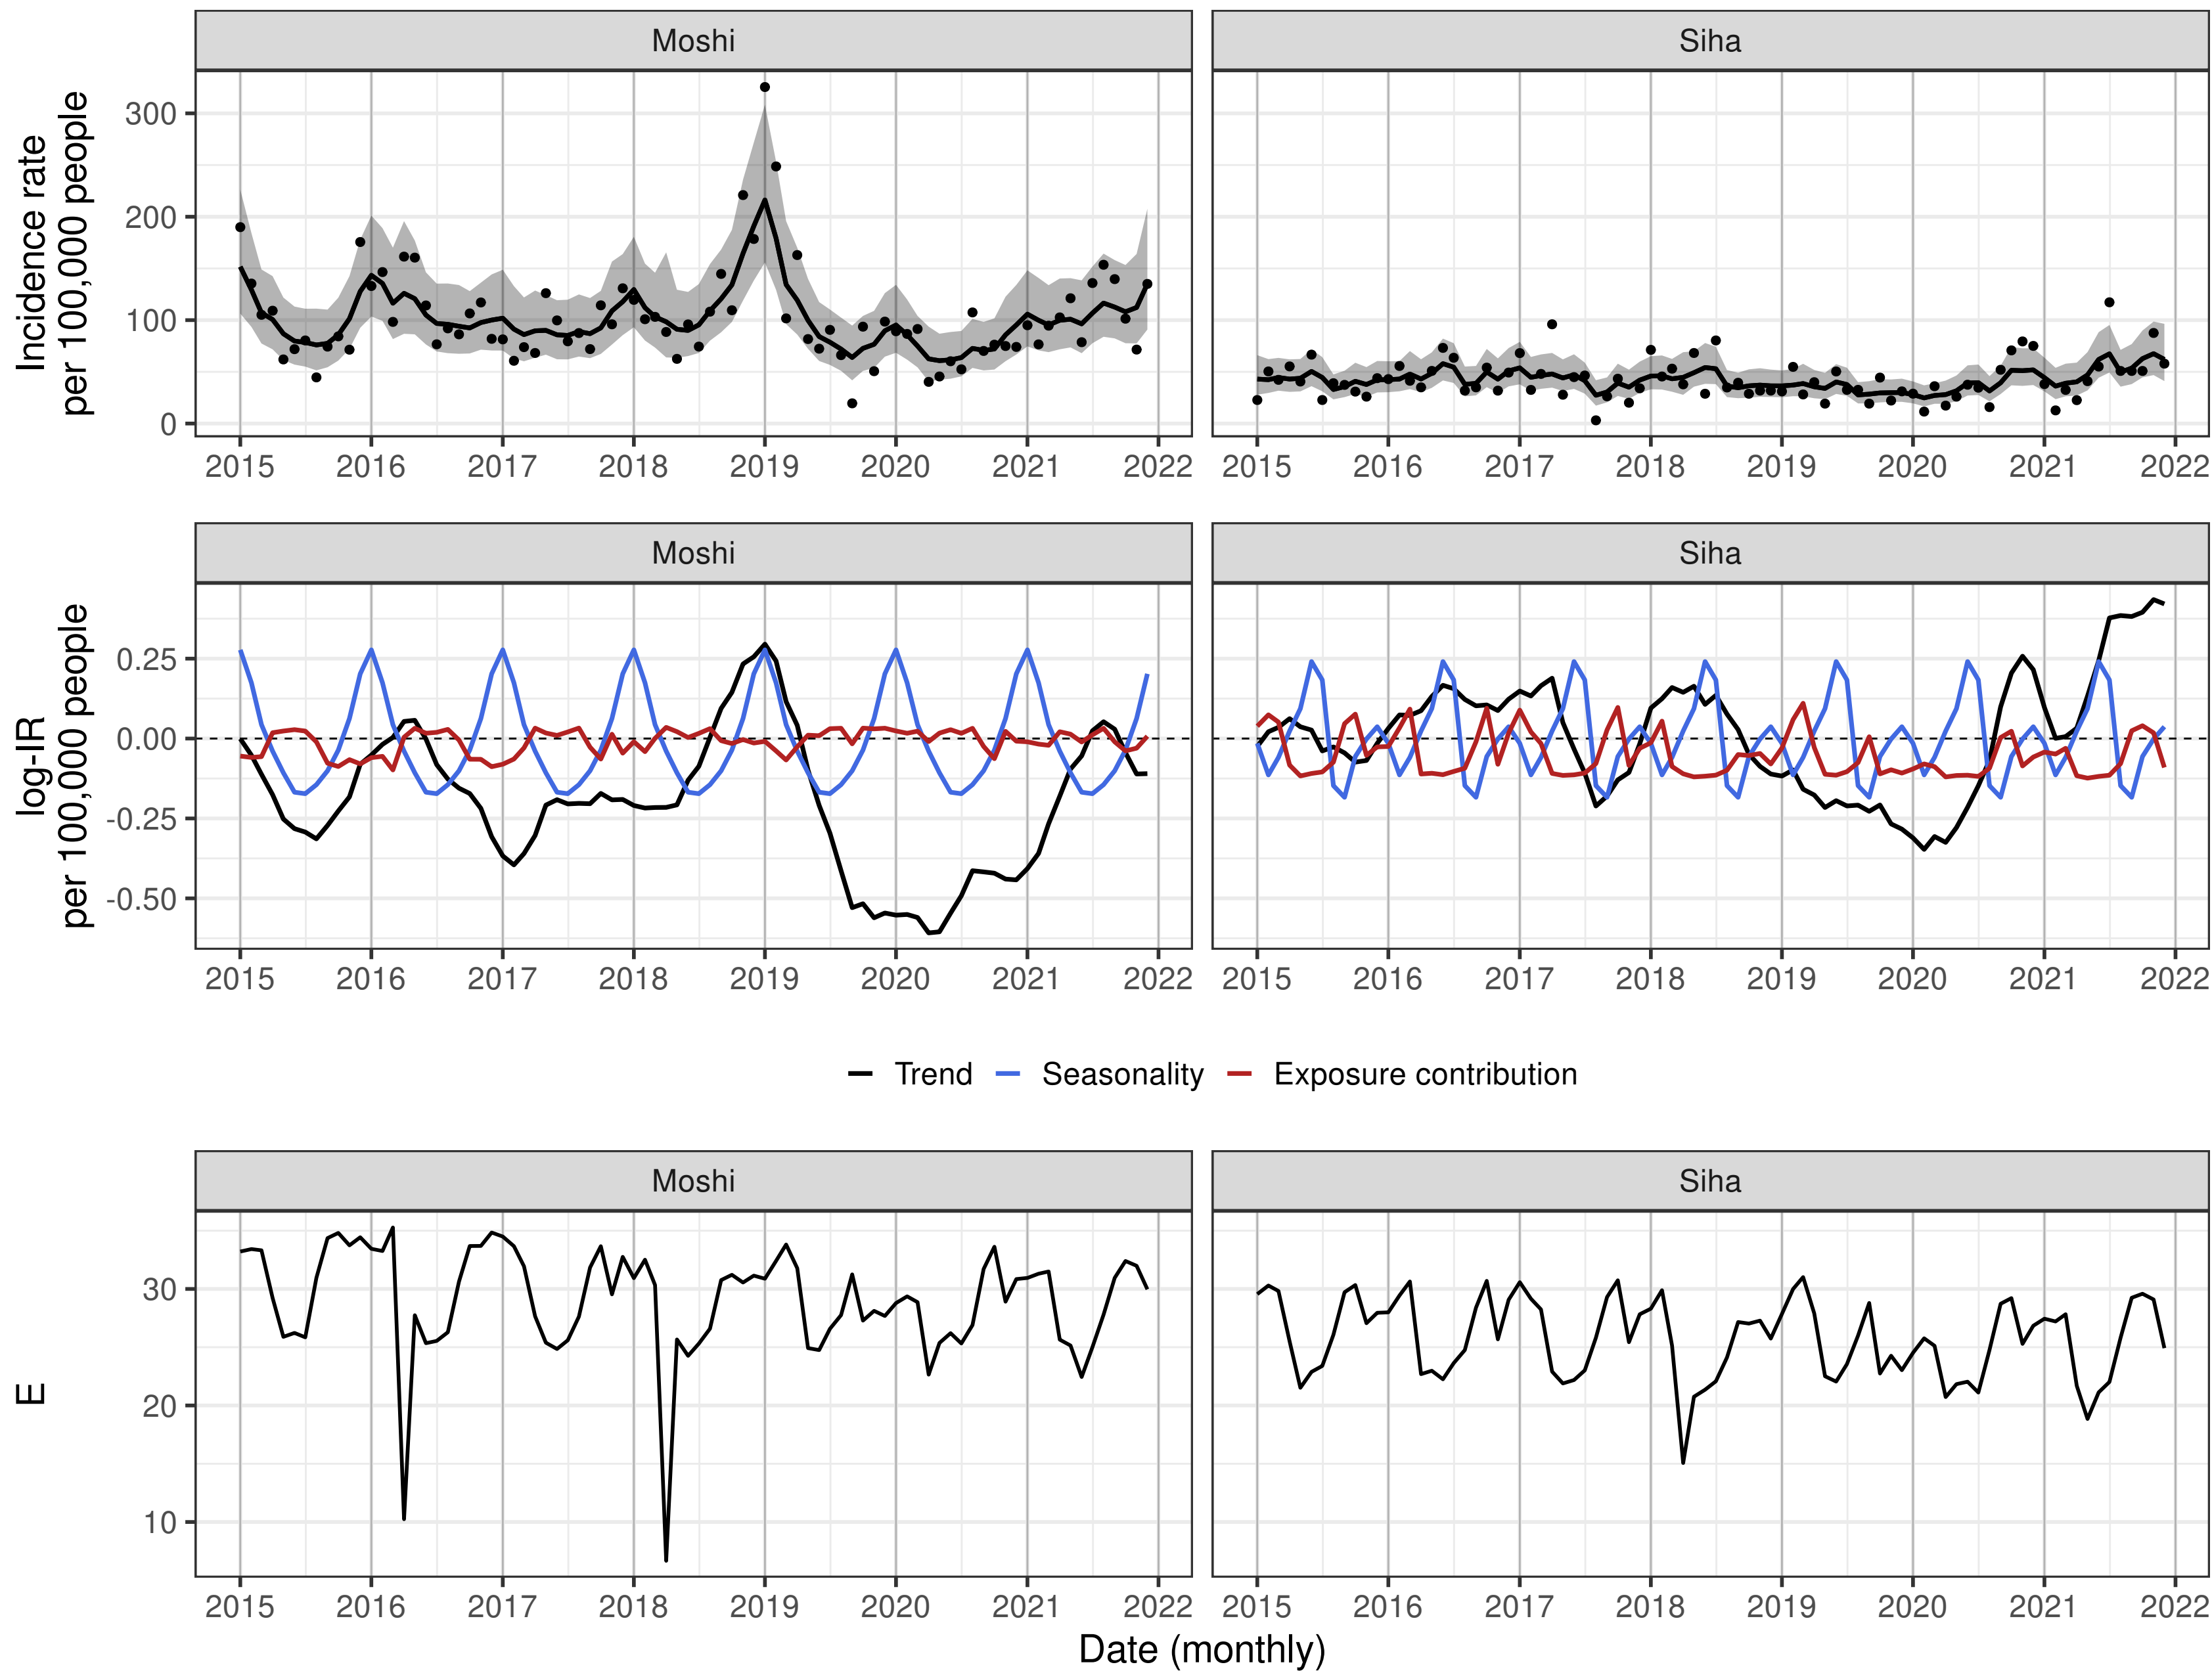 Moshi Siha
Incidence rate
per 100,000 people
300
200
100
0
2015 2016 2017 2018 2019 2020 2021 2022 2015 2016 2017 2018 2019 2020 2021 2022
Moshi Siha
log-IR
per 100,000 people
0.25
0.00
-0.25
-0.50
2015 2016 2017 2018 2019 2020 2021 2022 2015 2016 2017 2018 2019 2020 2021 2022
Trend Seasonality Exposure contribution
Moshi Siha
E
30
20
10
2015 2016 2017 2018 2019 2020 2021 2022 2015 2016 2017 2018 2019 2020 2021 2022
Date (monthly)